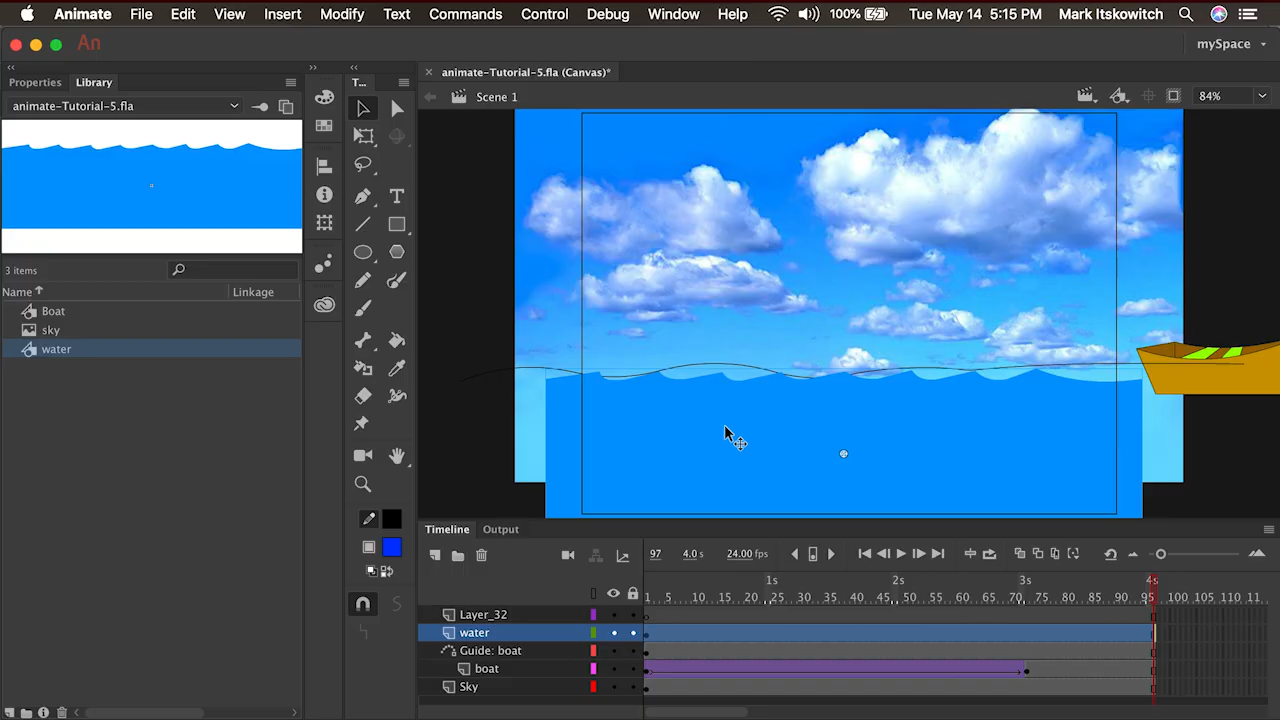 Animate File Edit View Insert Modify Text Commands Control Debug Window Help 100% Tue May 14 5:15 PM Mark Itskowitch
An mySpace
Properties Library T... animate-Tutorial-5.fla (Canvas)*
animate-Tutorial-5.fla Scene 1 84%
3 items
Name Linkage
Boat
sky
water
Timeline Output
97 4.0 s 24.00 fps
1s 2s 3s 4s
1 5 10 15 20 25 30 35 40 45 50 55 60 65 70 75 80 85 90 95 100 105 110 11
Layer_32
water
Guide: boat
boat
Sky